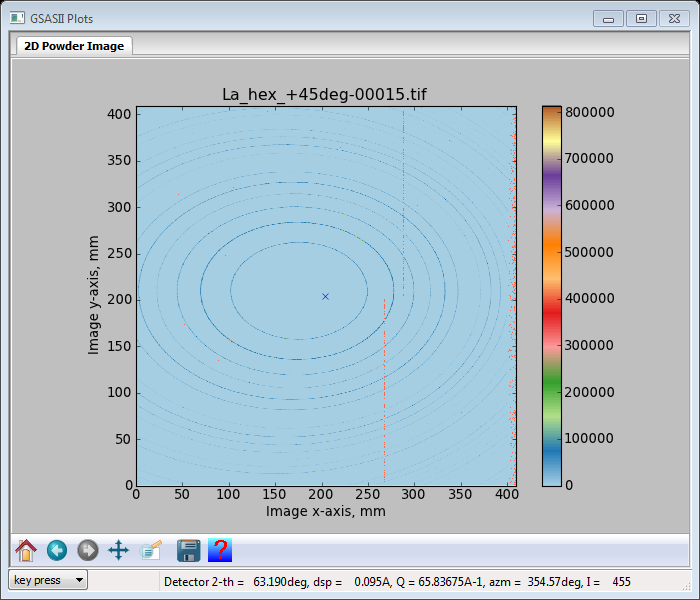 GSASII Plots
2D Powder Image
La_hex_+45deg-00015.tif
400
350
300
250
200
150
100
50
0
Image y-axis, mm
0 50 100 150 200 250 300 350 400
Image x-axis, mm
800000
700000
600000
500000
400000
300000
200000
100000
0
?
key press
Detector 2-th = 63.190deg, dsp = 0.095A, Q = 65.83675A-1, azm = 354.57deg, I = 455